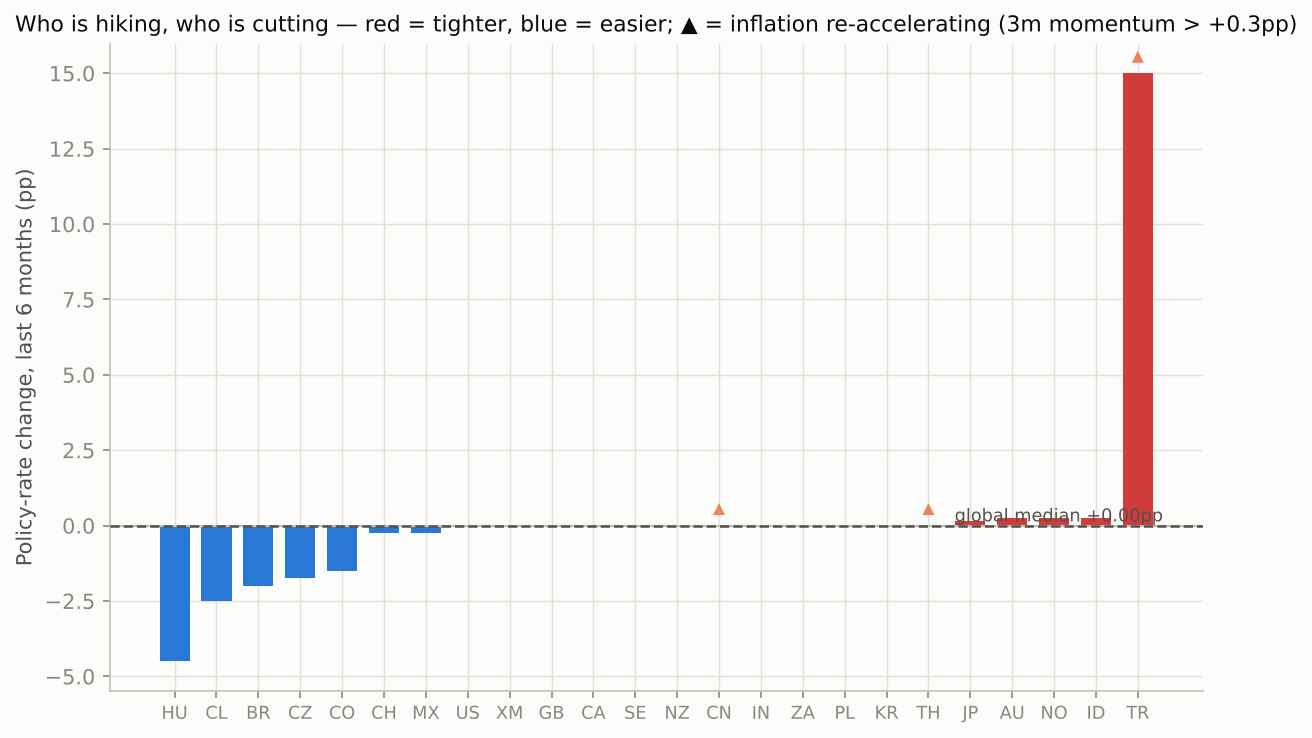 Who is hiking, who is cutting — red = tighter, blue = easier; ▲ = inflation re-accelerating (3m momentum > +0.3pp)
Policy-rate change, last 6 months (pp)
15.0
12.5
10.0
7.5
5.0
2.5
0.0
−2.5
−5.0
global median +0.00pp
HU CL BR CZ CO CH MX US XM GB CA SE NZ CN IN ZA PL KR TH JP AU NO ID TR